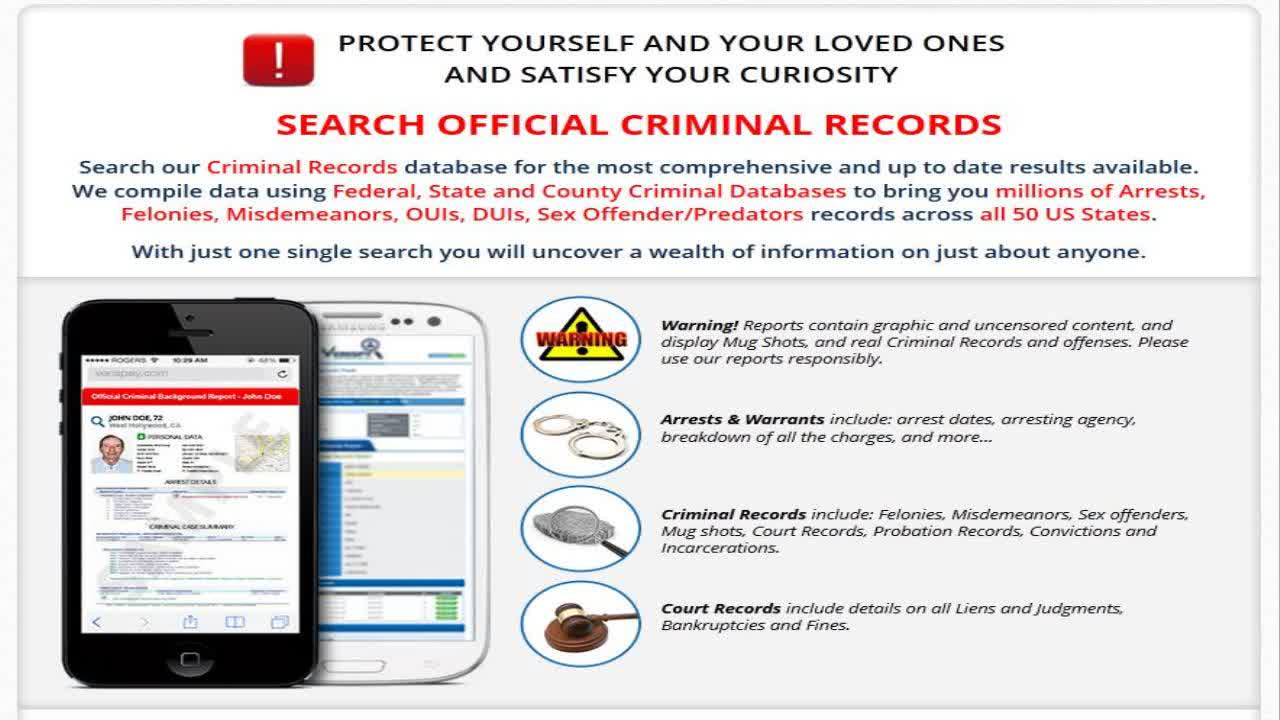 PROTECT YOURSELF AND YOUR LOVED ONES
AND SATISFY YOUR CURIOSITY
SEARCH OFFICIAL CRIMINAL RECORDS
Search our Criminal Records database for the most comprehensive and up to date results available.
We compile data using Federal, State and County Criminal Databases to bring you millions of Arrests,
Felonies, Misdemeanors, OUIs, DUIs, Sex Offender/Predators records across all 50 US States.
With just one single search you will uncover a wealth of information on just about anyone.
ROGERS 10:29 AM 48%
Official Criminal Background Report - John Doe
JOHN DOE, 72
West Hollywood, CA
PERSONAL DATA
ARREST DETAILS
CRIMINAL CASE SUMMARY
SAMSUNG
WARNING
Warning! Reports contain graphic and uncensored content, and
display Mug Shots, and real Criminal Records and offenses. Please
use our reports responsibly.
Arrests & Warrants include: arrest dates, arresting agency,
breakdown of all the charges, and more...
Criminal Records include: Felonies, Misdemeanors, Sex offenders,
Mug shots, Court Records, Probation Records, Convictions and
Incarcerations.
Court Records include details on all Liens and Judgments,
Bankruptcies and Fines.